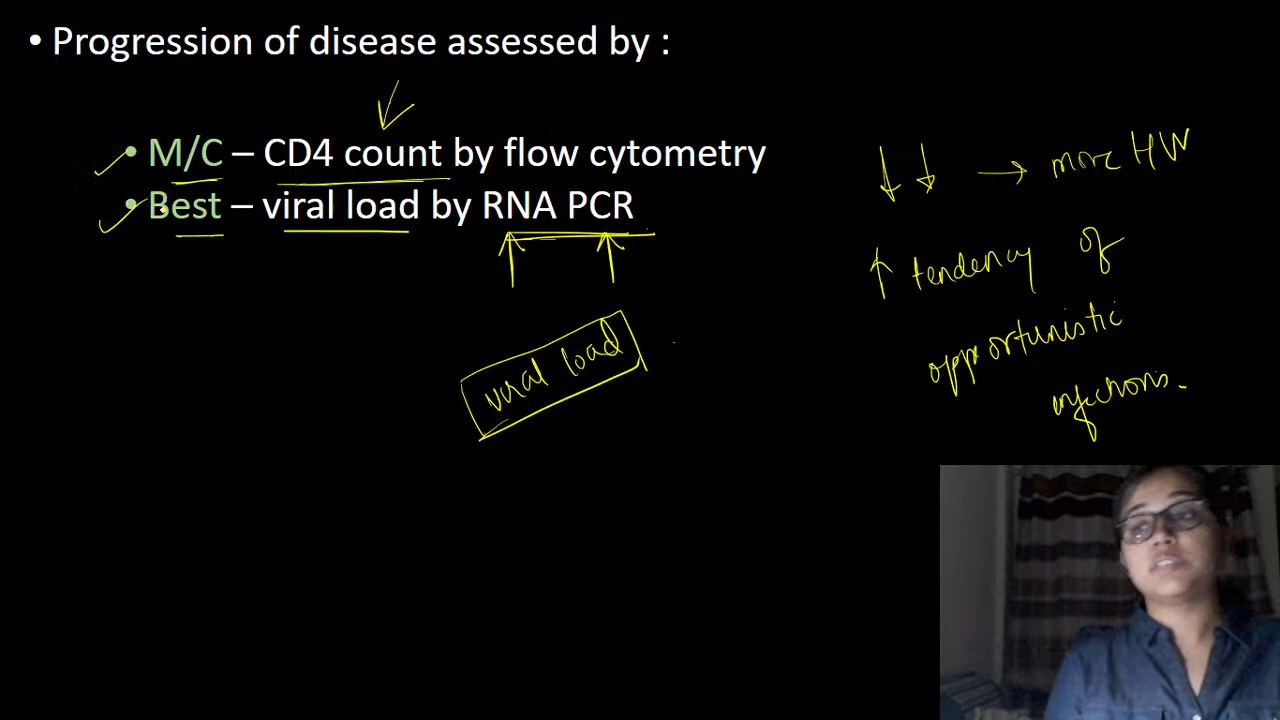 • Progression of disease assessed by :
• M/C – CD4 count by flow cytometry
• Best – viral load by RNA PCR
↓↓ → more HIV
↑ tendency of
opportunistic
infections.
viral load